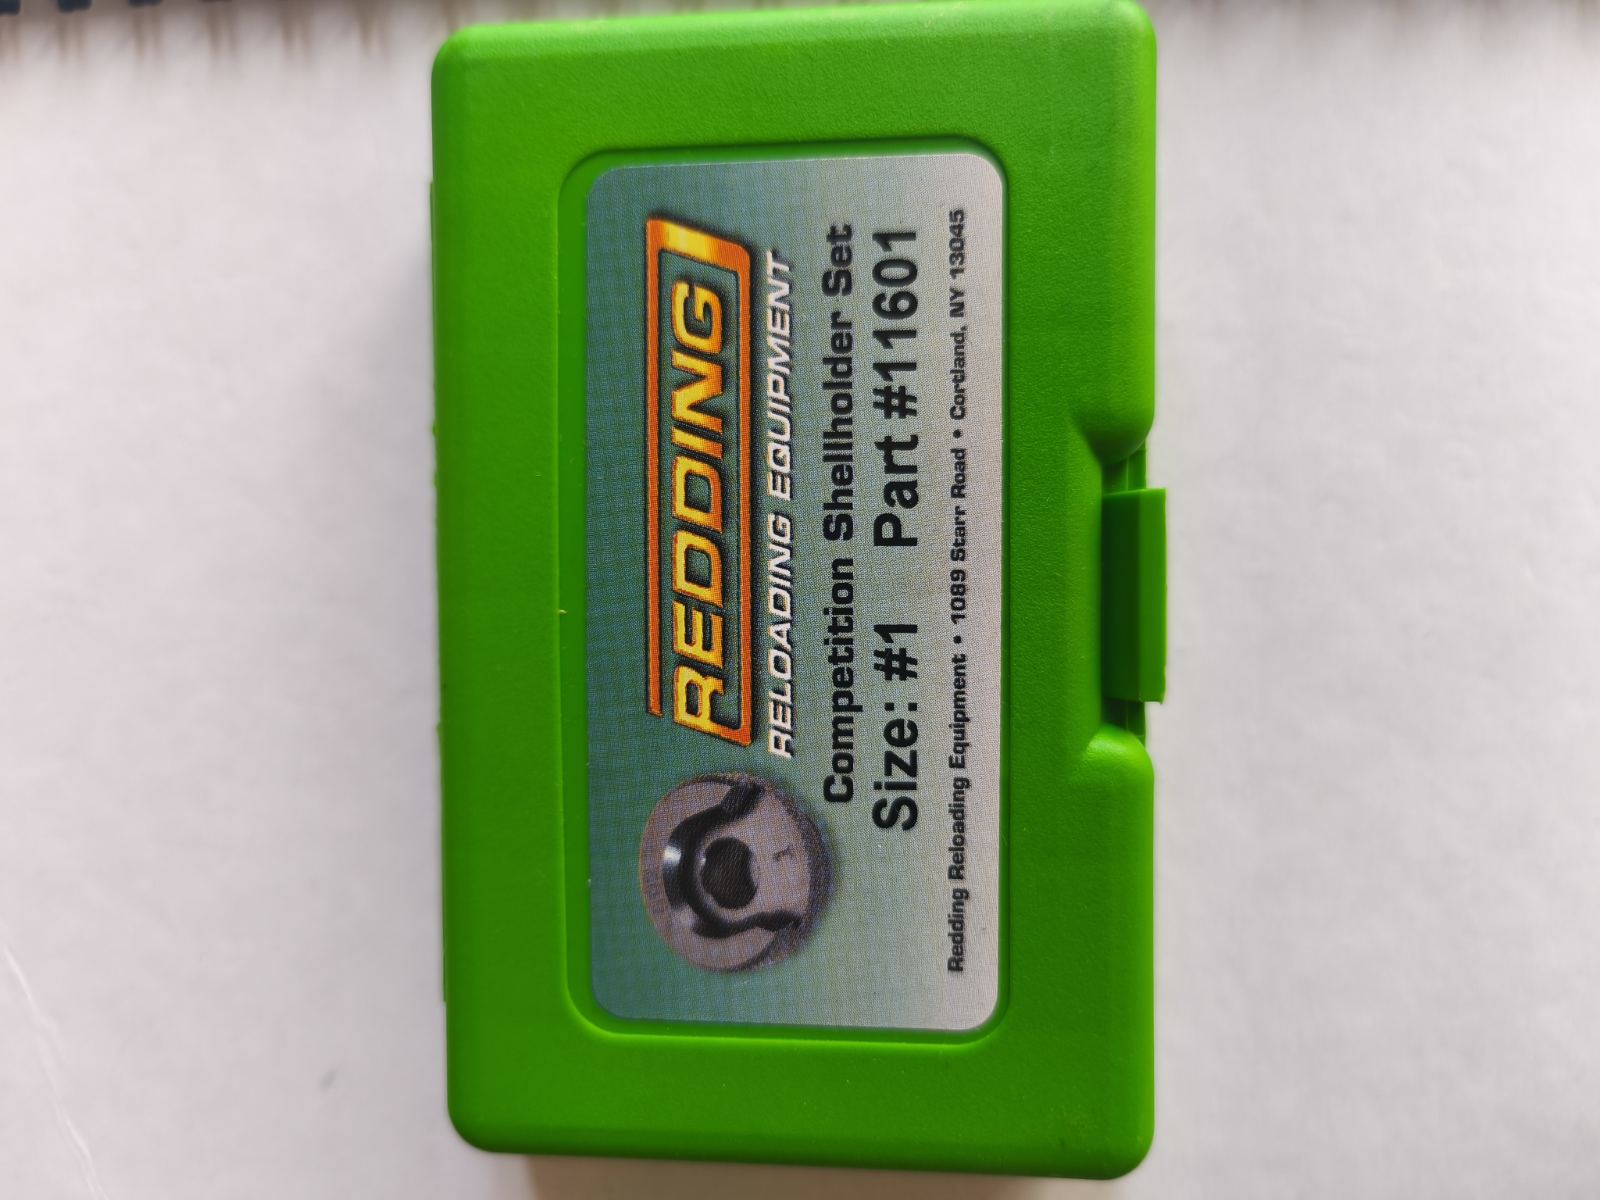 REDDING
RELOADING EQUIPMENT
Competition Shellholder Set
Size: #1 Part #11601
Redding Reloading Equipment • 1089 Starr Road • Cortland, NY 13045
1